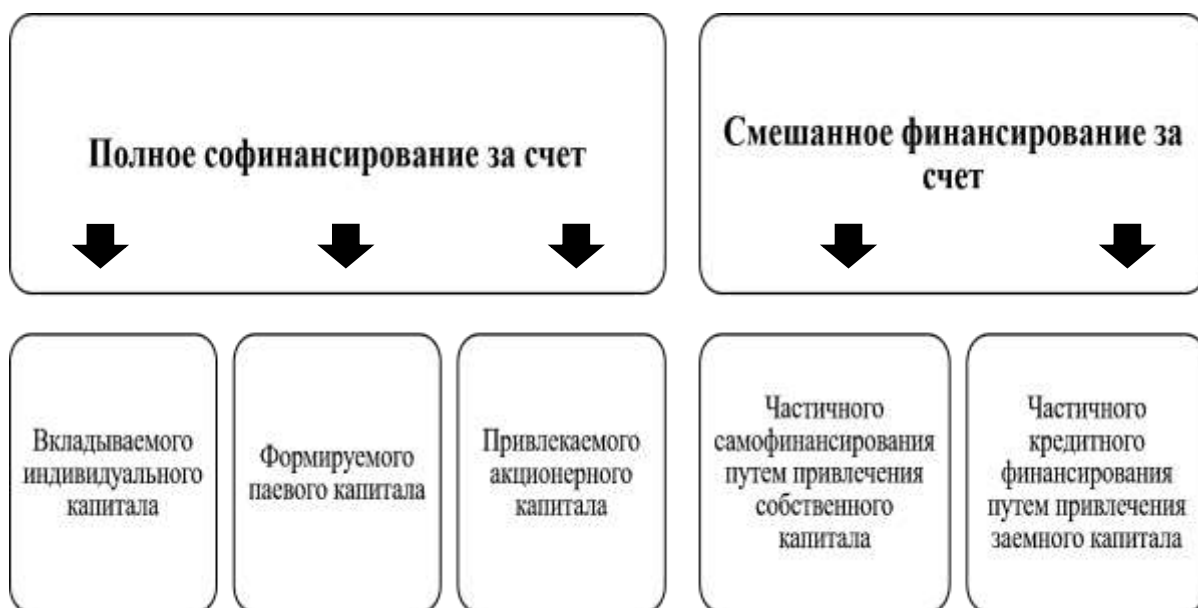 Полное софинансирование за счет
Смешанное финансирование за
счет
Вкладываемого
индивидуального
капитала
Формируемого
паевого капитала
Привлекаемого
акционерного
капитала
Частичного
самофинансирования
путем привлечения
собственного
капитала
Частичного
кредитного
финансирования
путем привлечения
заемного капитала